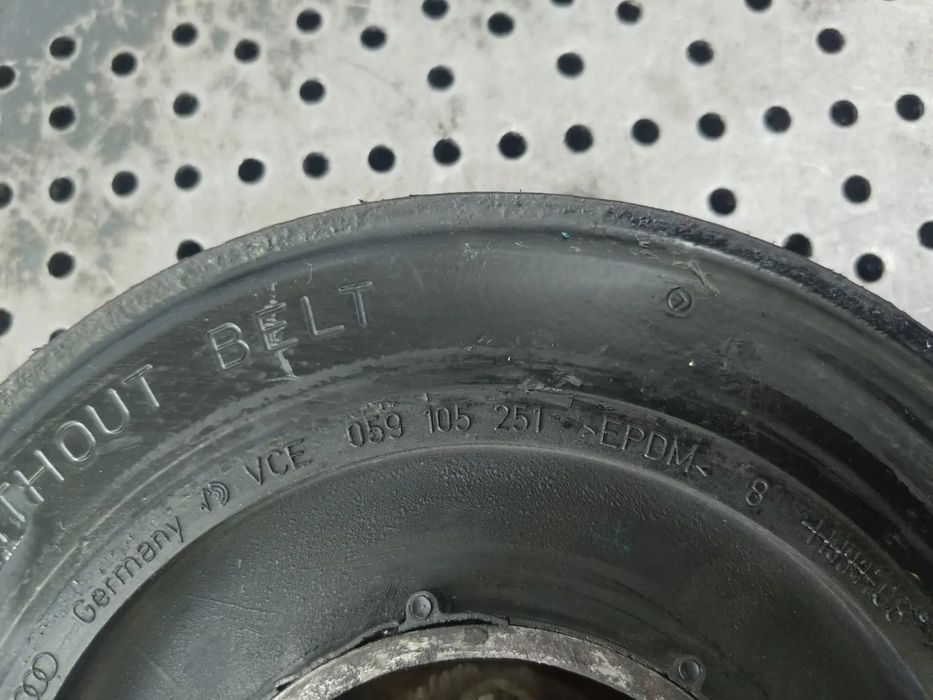 THOUT BELT
Germany VCE 059 105 251 >EPDM< 8